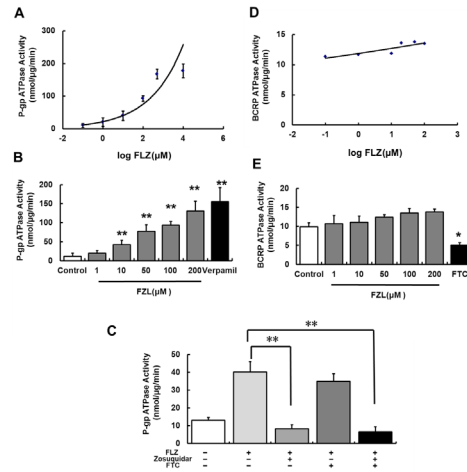 A
P-gp ATPase Activity
(nmol/µg/min)
300
200
100
0
-2
0
2
4
6
log FLZ(µM)
D
BCRP ATPase Activity
(nmol/µg/min)
15
10
5
0
-2
-1
0
1
2
3
log FLZ(µM)
B
P-gp ATPase Activity
(nmol/µg/min)
200
150
100
50
0
**
**
**
**
**
Control
1
10
50
100
200
Verpamil
FZL(µM )
E
BCRP ATPase Activity
(nmol/µg/min)
20
15
10
5
0
*
Control
1
10
50
100
200
FTC
FZL(µM )
C
P-gp ATPase Activity
(nmol/µg/min)
50
40
30
20
10
0
**
**
FLZ - + + + +
Zosuquidar - - + - +
FTC - - - + +